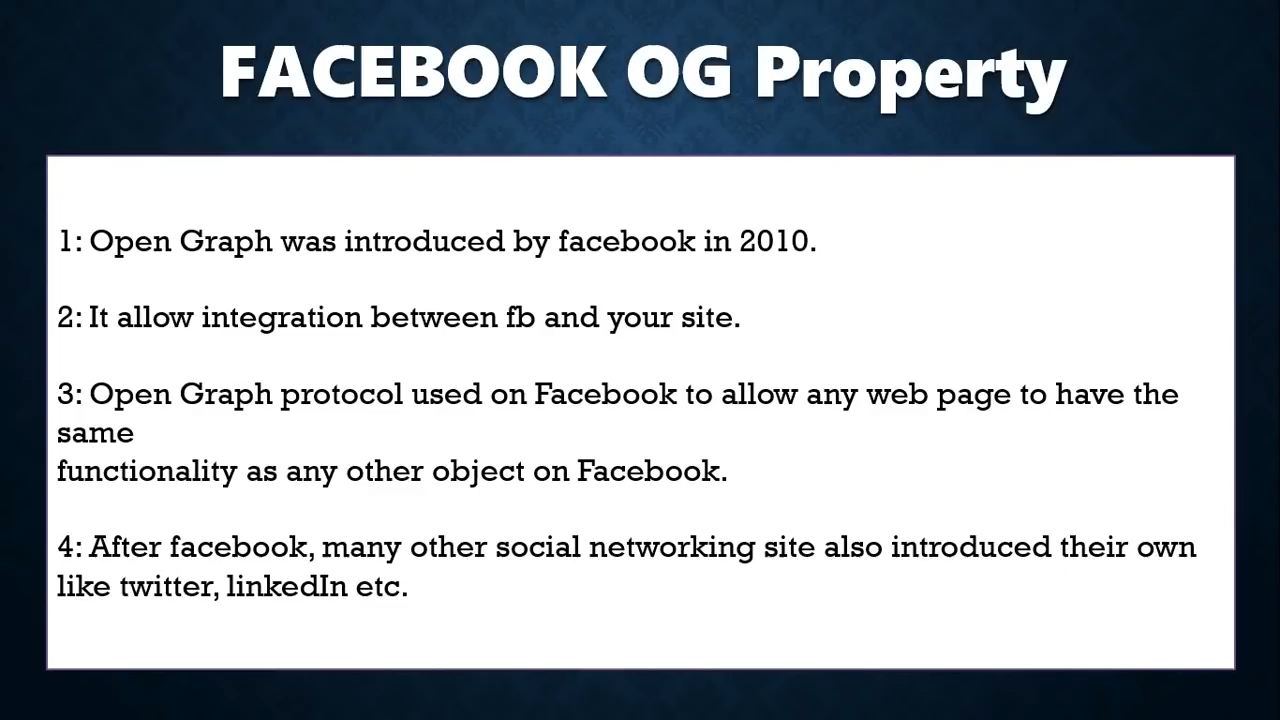 FACEBOOK OG Property
1: Open Graph was introduced by facebook in 2010.
2: It allow integration between fb and your site.
3: Open Graph protocol used on Facebook to allow any web page to have the
same
functionality as any other object on Facebook.
4: After facebook, many other social networking site also introduced their own
like twitter, linkedIn etc.